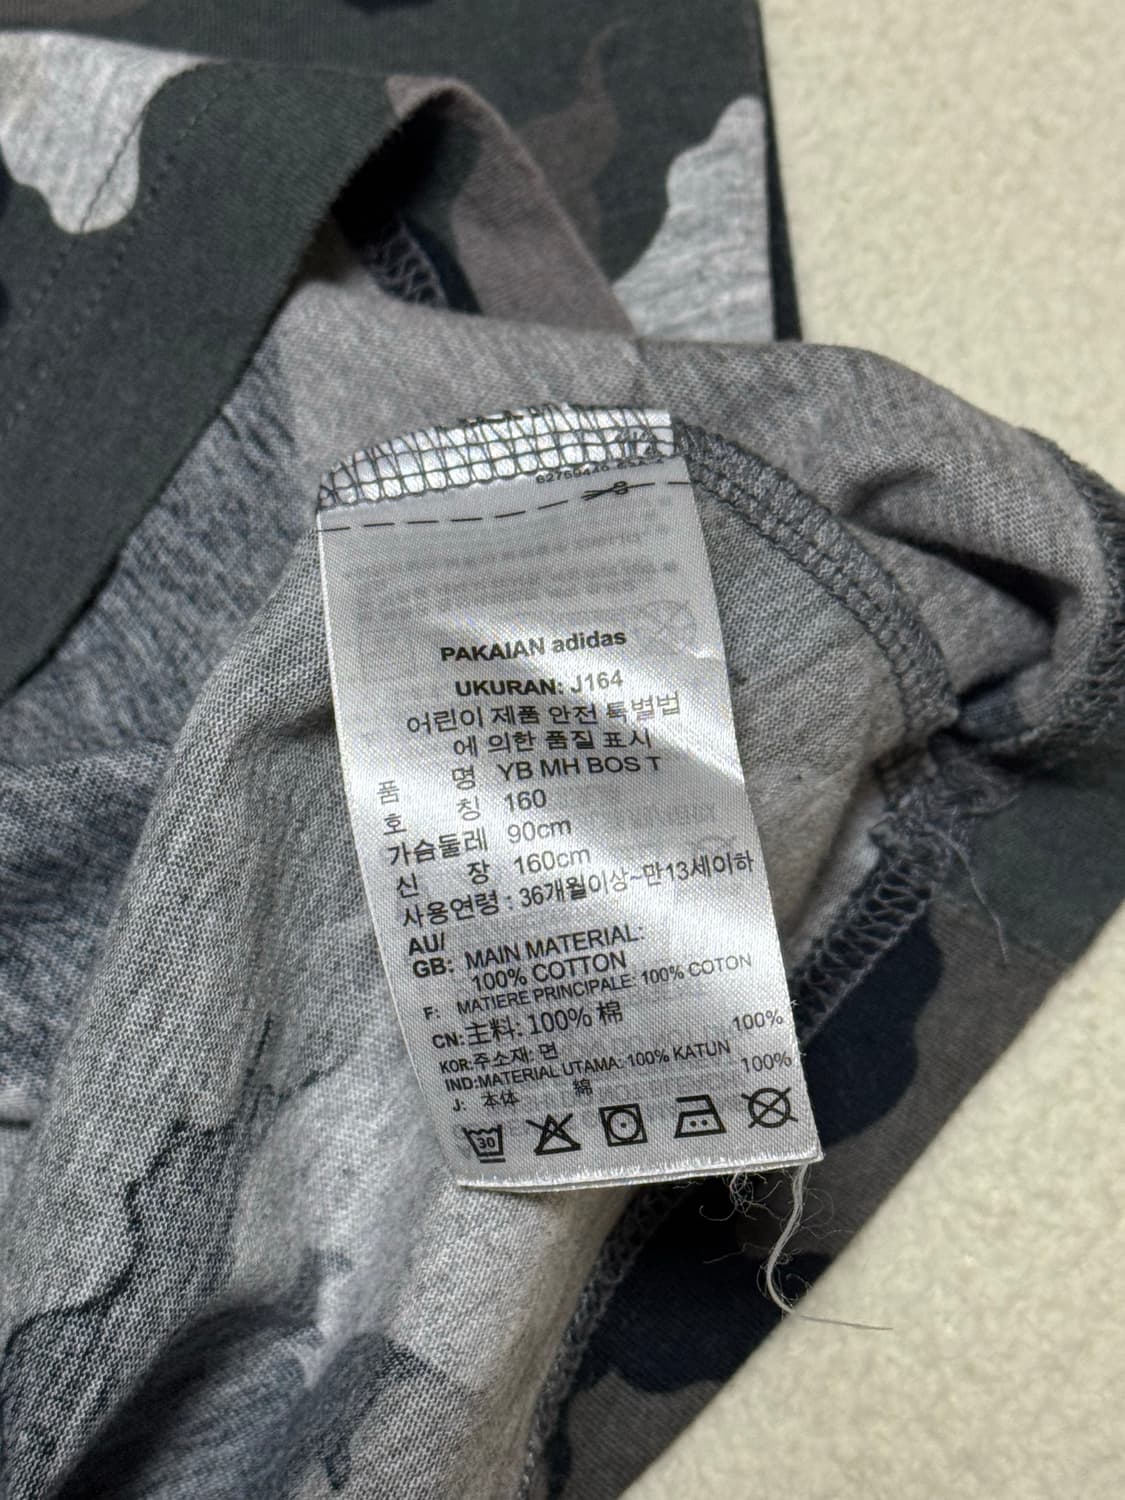 PAKAIAN adidas
UKURAN: J164
어린이 제품 안전 특별법
에 의한 품질 표시
품 명 YB MH BOS T
호 칭 160
가슴둘레 90cm
신 장 160cm
사용연령 : 36개월이상~만13세이하
AU/
GB: MAIN MATERIAL:
100% COTTON
F: MATIERE PRINCIPALE: 100% COTON
CN: 主料: 100% 棉
KOR: 주소재: 면 100%
IND: MATERIAL UTAMA: 100% KATUN
J: 本体 綿 100%
30